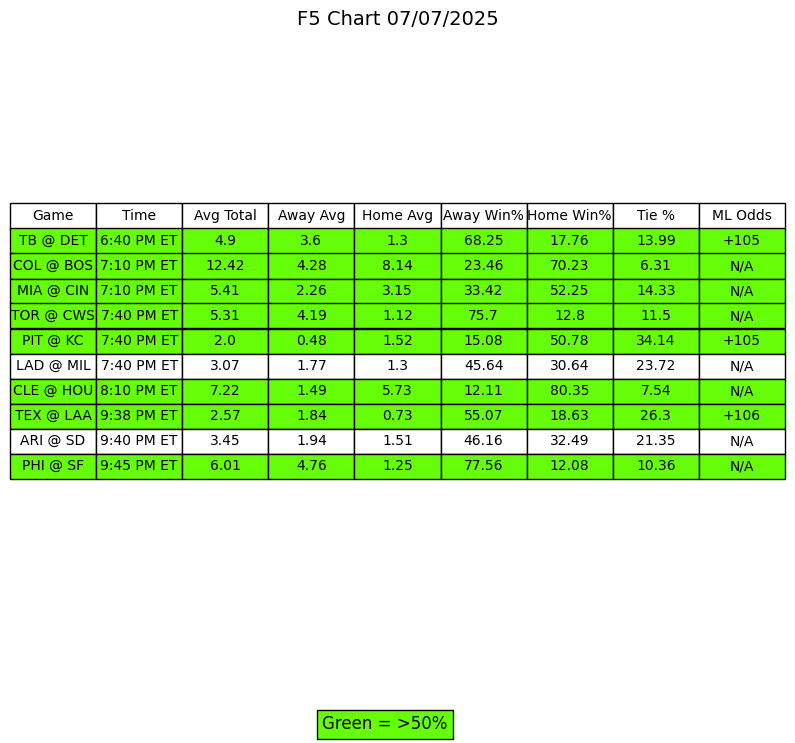 F5 Chart 07/07/2025
Game Time Avg Total Away Avg Home Avg Away Win% Home Win% Tie % ML Odds
TB @ DET 6:40 PM ET 4.9 3.6 1.3 68.25 17.76 13.99 +105
COL @ BOS 7:10 PM ET 12.42 4.28 8.14 23.46 70.23 6.31 N/A
MIA @ CIN 7:10 PM ET 5.41 2.26 3.15 33.42 52.25 14.33 N/A
TOR @ CWS 7:40 PM ET 5.31 4.19 1.12 75.7 12.8 11.5 N/A
PIT @ KC 7:40 PM ET 2.0 0.48 1.52 15.08 50.78 34.14 +105
LAD @ MIL 7:40 PM ET 3.07 1.77 1.3 45.64 30.64 23.72 N/A
CLE @ HOU 8:10 PM ET 7.22 1.49 5.73 12.11 80.35 7.54 N/A
TEX @ LAA 9:38 PM ET 2.57 1.84 0.73 55.07 18.63 26.3 +106
ARI @ SD 9:40 PM ET 3.45 1.94 1.51 46.16 32.49 21.35 N/A
PHI @ SF 9:45 PM ET 6.01 4.76 1.25 77.56 12.08 10.36 N/A
Green = >50%